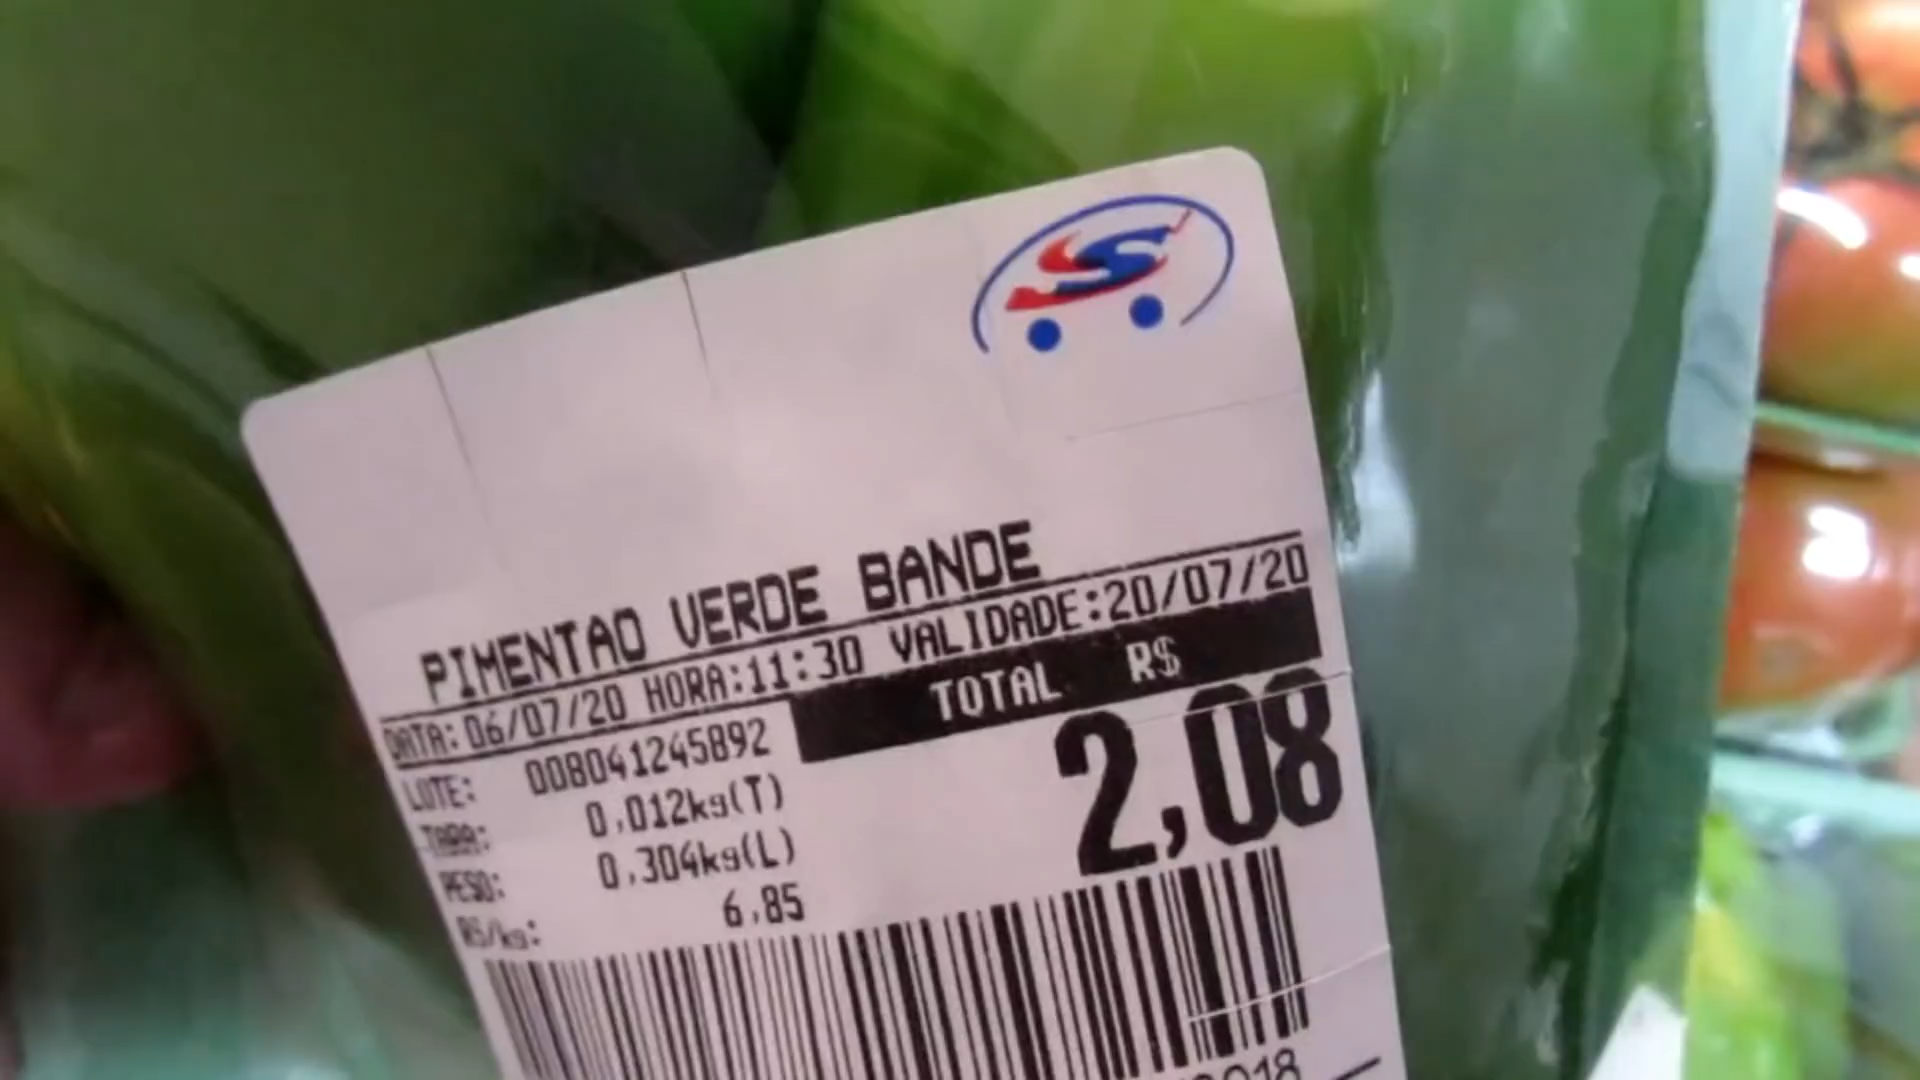 PIMENTAO VERDE BANDE
DATA: 06/07/20 HORA:11:30 VALIDADE:20/07/20
LOTE: 008041245892
TARA: 0,012kg(T)
PESO: 0,304kg(L)
R$/kg: 6,85
TOTAL R$
2,08